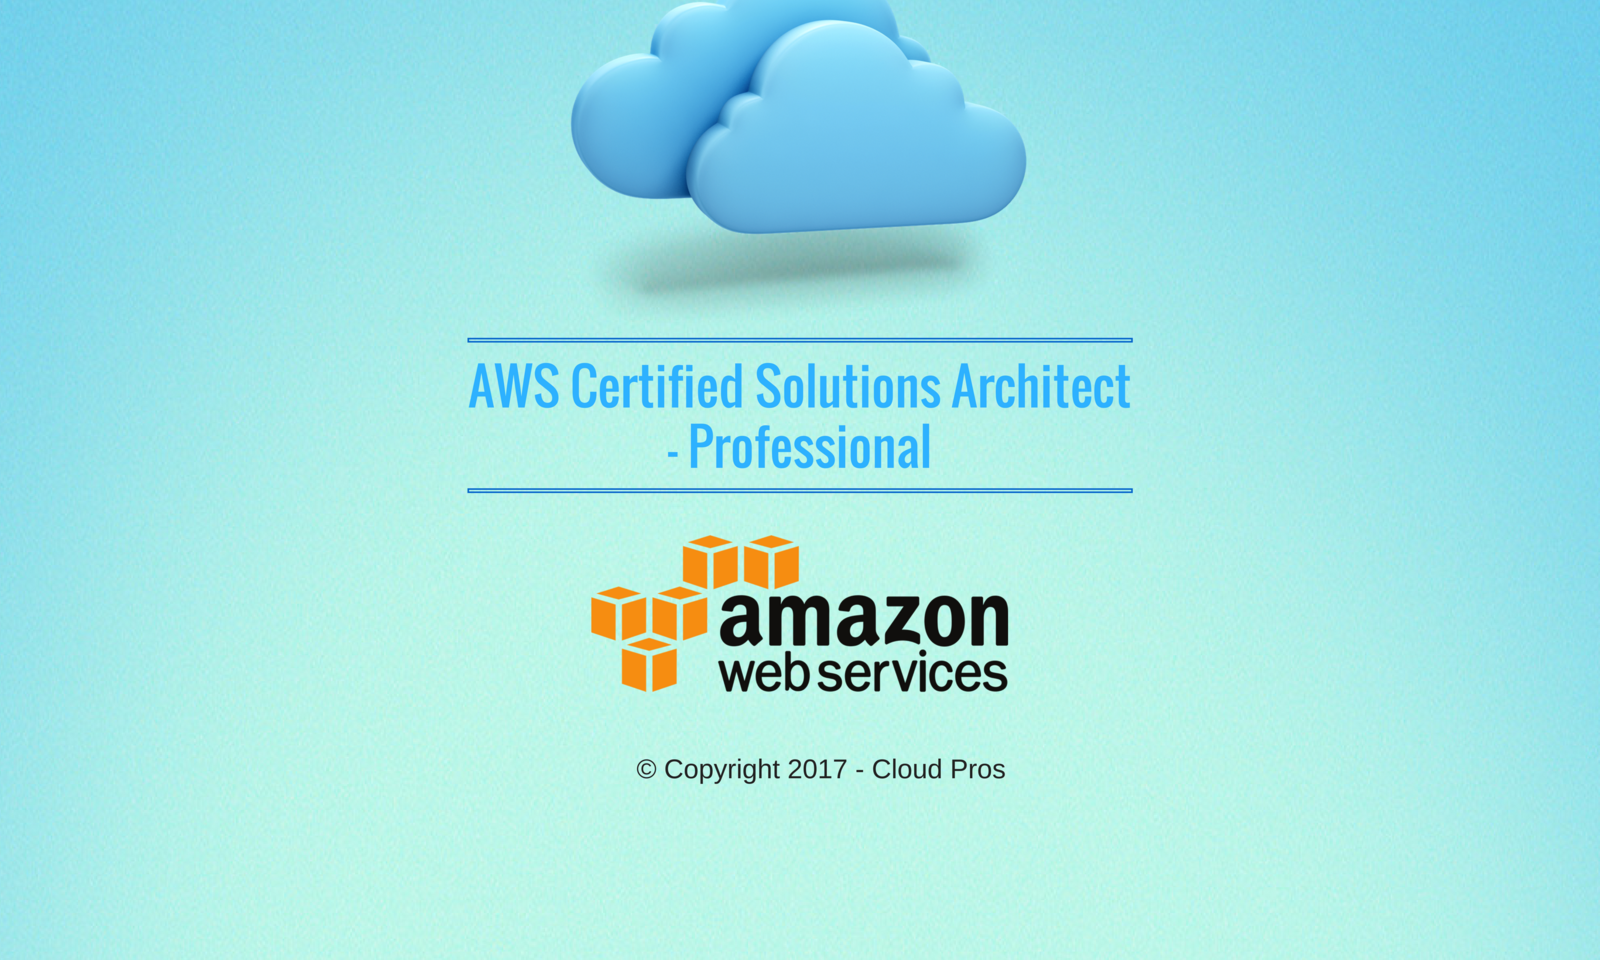 AWS Certified Solutions Architect
- Professional
amazon
web services
© Copyright 2017 - Cloud Pros